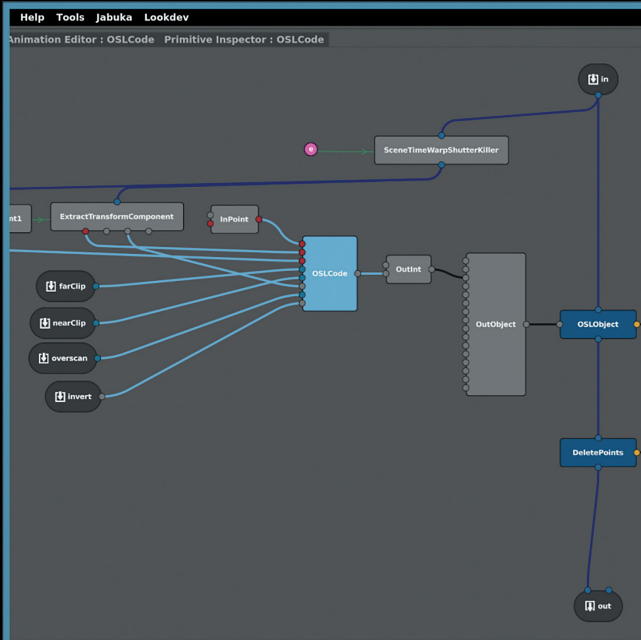 Help Tools Jabuka Lookdev
Animation Editor : OSLCode Primitive Inspector : OSLCode
in
e
SceneTimeWarpShutterKiller
nt1
ExtractTransformComponent
InPoint
OSLCode
OutInt
farClip
nearClip
overscan
invert
OutObject
OSLObject
DeletePoints
out